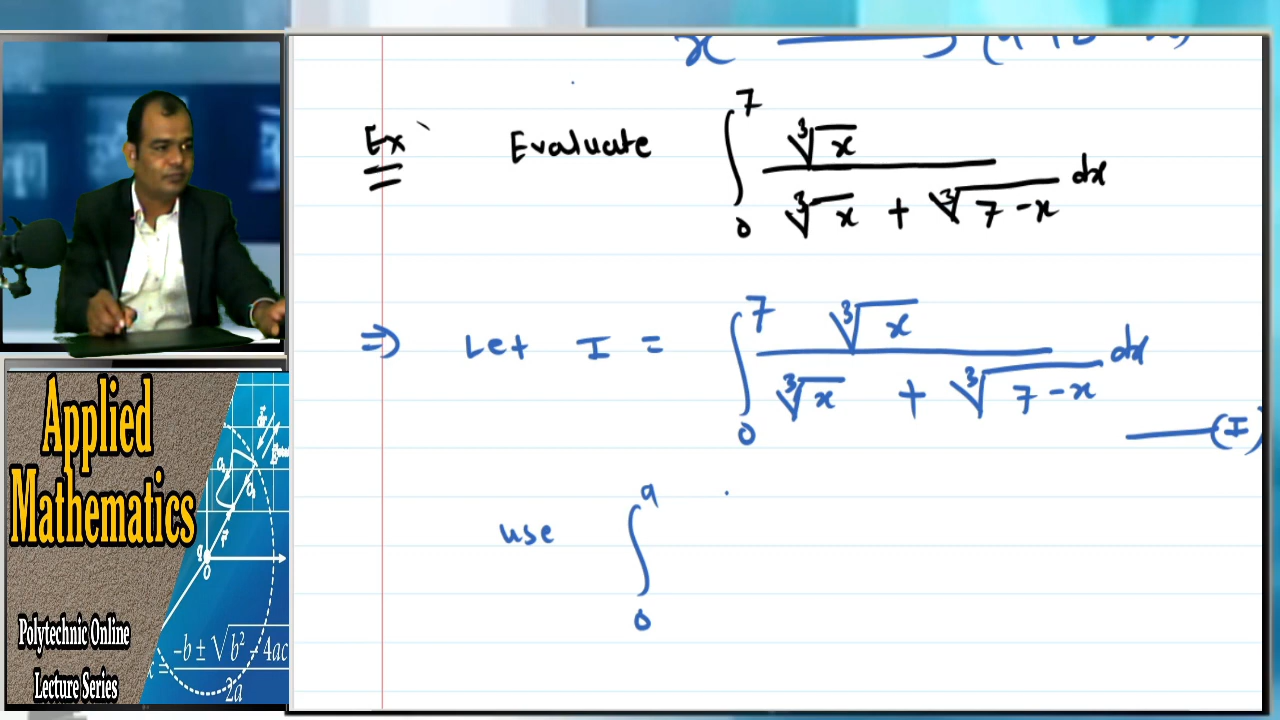 Ex Evaluate ∫₀⁷ ∛x / (∛x + ∛(7-x)) dx
⇒ Let I = ∫₀⁷ ∛x / (∛x + ∛(7-x)) dx —(I)
use ∫₀ᵃ
Applied
Mathematics
Polytechnic Online
Lecture Series
-b ± √(b² - 4ac
2a